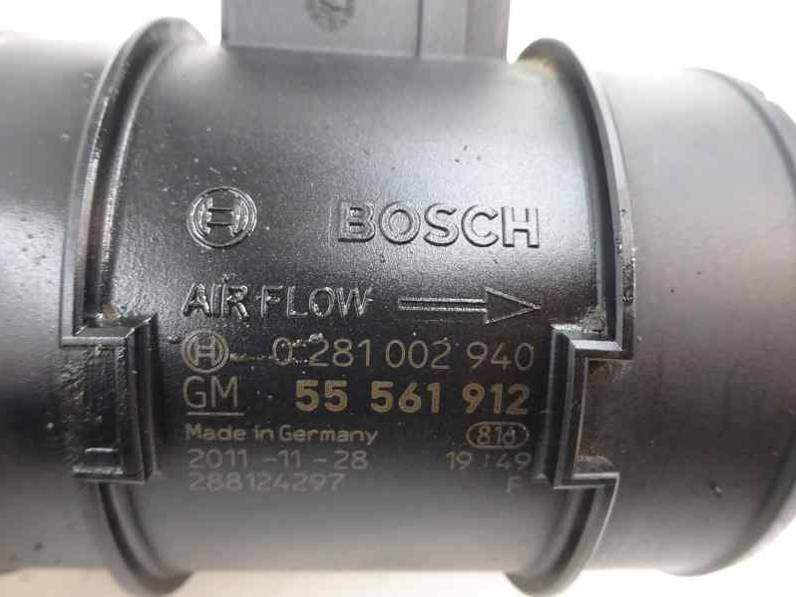 BOSCH
AIR FLOW
0 281 002 940
GM 55 561 912
Made in Germany 816
2011-11-28 19:49
288124297 F